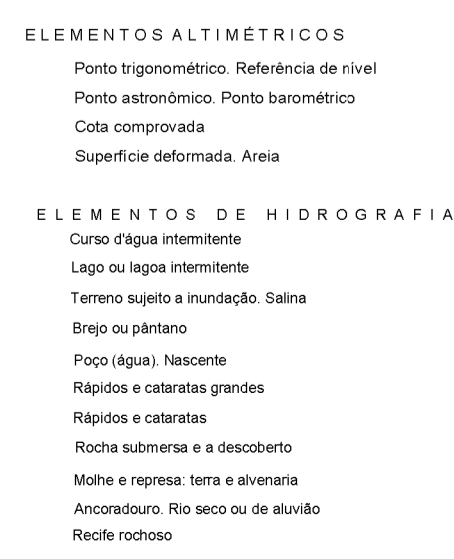 ELEMENTOS ALTIMÉTRICOS
Ponto trigonométrico. Referência de nível
Ponto astronômico. Ponto barométrico
Cota comprovada
Superfície deformada. Areia
ELEMENTOS DE HIDROGRAFIA
Curso d'água intermitente
Lago ou lagoa intermitente
Terreno sujeito a inundação. Salina
Brejo ou pântano
Poço (água). Nascente
Rápidos e cataratas grandes
Rápidos e cataratas
Rocha submersa e a descoberto
Molhe e represa: terra e alvenaria
Ancoradouro. Rio seco ou de aluvião
Recife rochoso